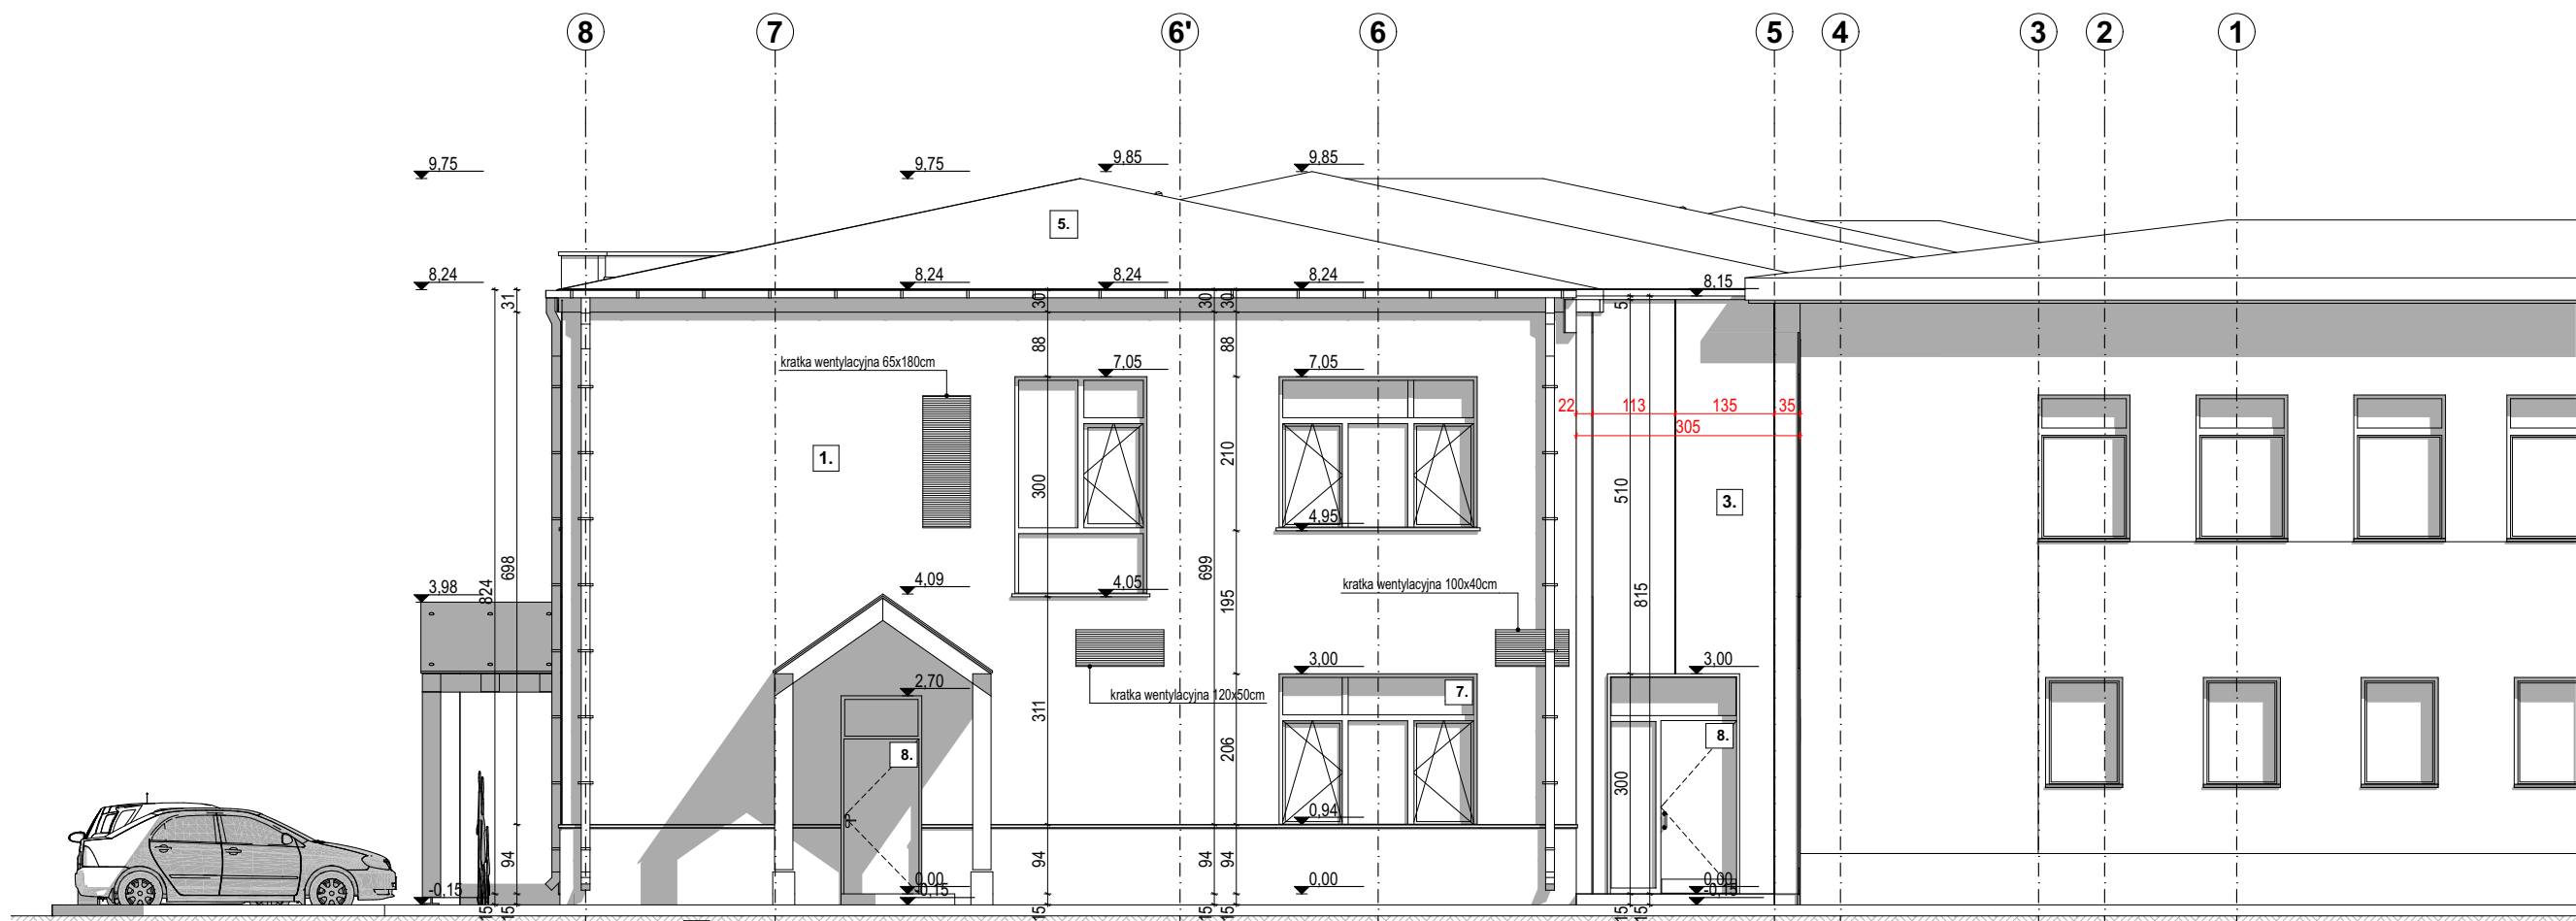 8 7 6' 6 5 4 3 2 1
9,75 9,75 9,85 9,85
5.
8,24 8,24 8,24 8,24 8,15
31 30 30 30 5
88 88
kratka wentylacyjna 65x180cm
7,05 7,05
22 113 135 35
305
1.
210
300 510
3.
4,95
698 699
824
3,98 4,09 4,05
kratka wentylacyjna 100x40cm
195 815
3,00 3,00
2,70
kratka wentylacyjna 120x50cm
7.
311 206
8. 8.
300
0,94
94 94 94
-0,15 0,00 -0,15 0,00 0,00 -0,15
15 15 15 15 15 15 15